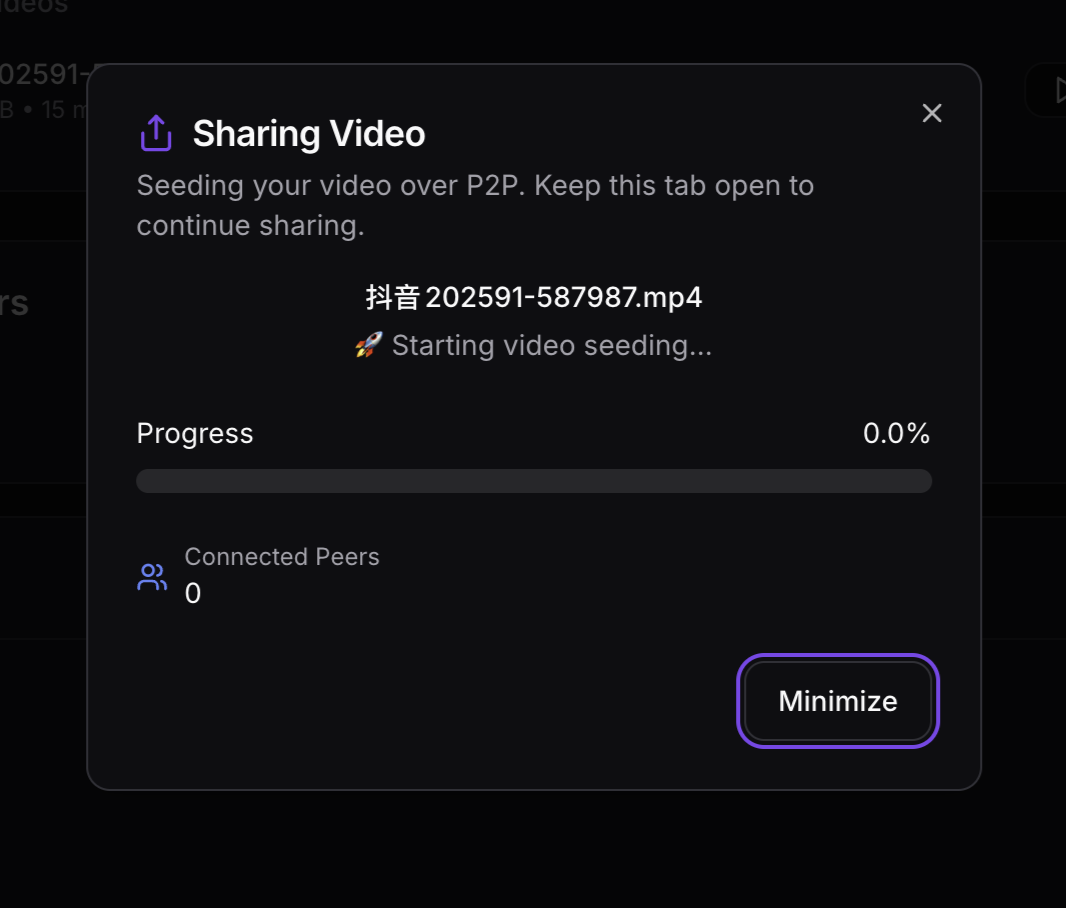 ideos
02591-
B • 15 m
Sharing Video
Seeding your video over P2P. Keep this tab open to
continue sharing.
rs
抖音202591-587987.mp4
🚀 Starting video seeding...
Progress 0.0%
Connected Peers
0
Minimize